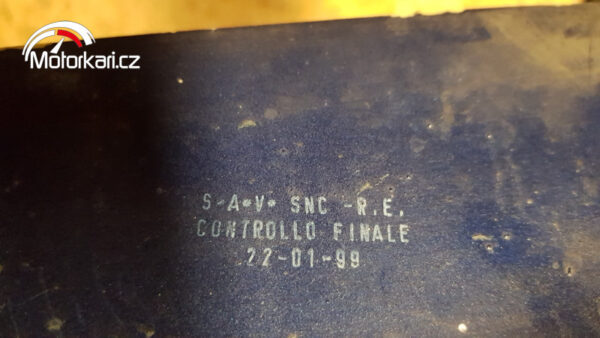 Motorkari.cz
S*A*V* SNC -R.E.
CONTROLLO FINALE
22-01-99